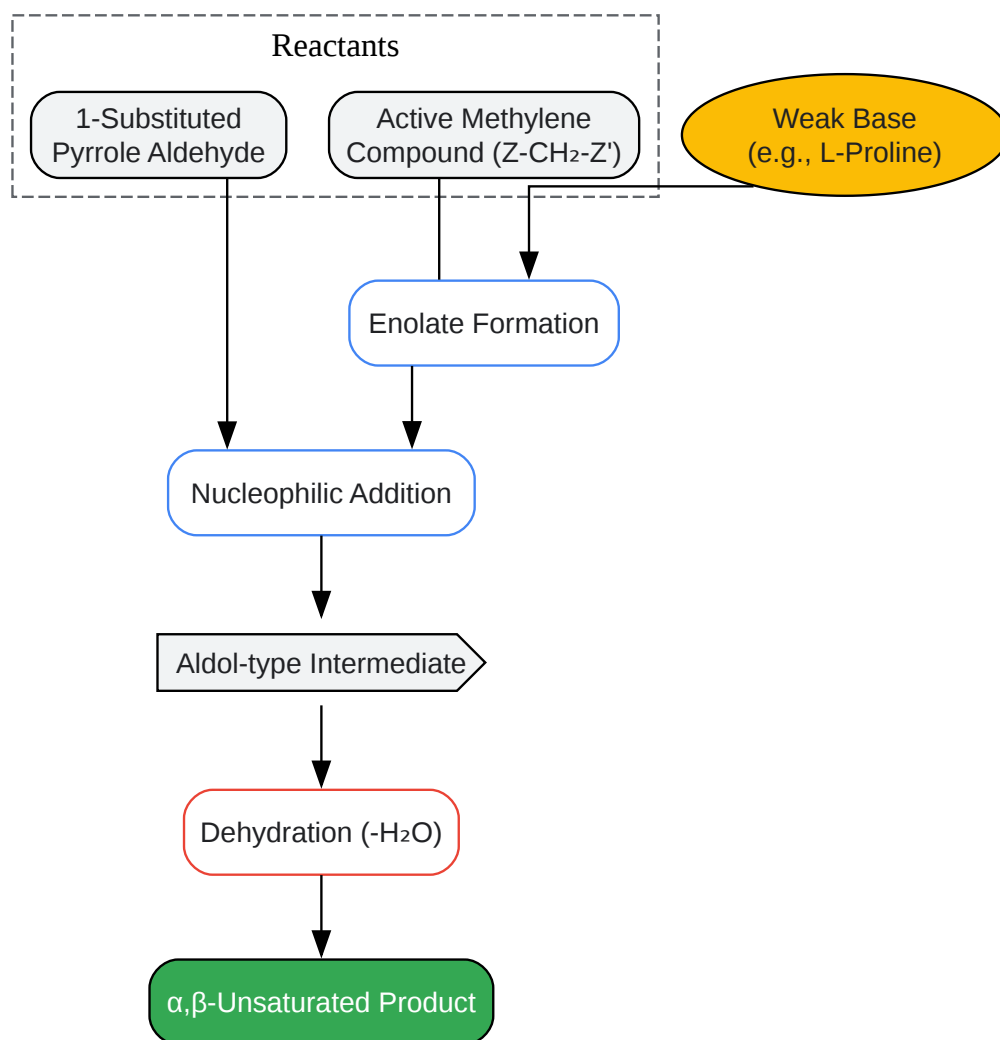 Reactants
1-Substituted
Pyrrole Aldehyde
Active Methylene
Compound (Z-CH₂-Z')
Weak Base
(e.g., L-Proline)
Enolate Formation
Nucleophilic Addition
Aldol-type Intermediate
Dehydration (-H₂O)
α,β-Unsaturated Product